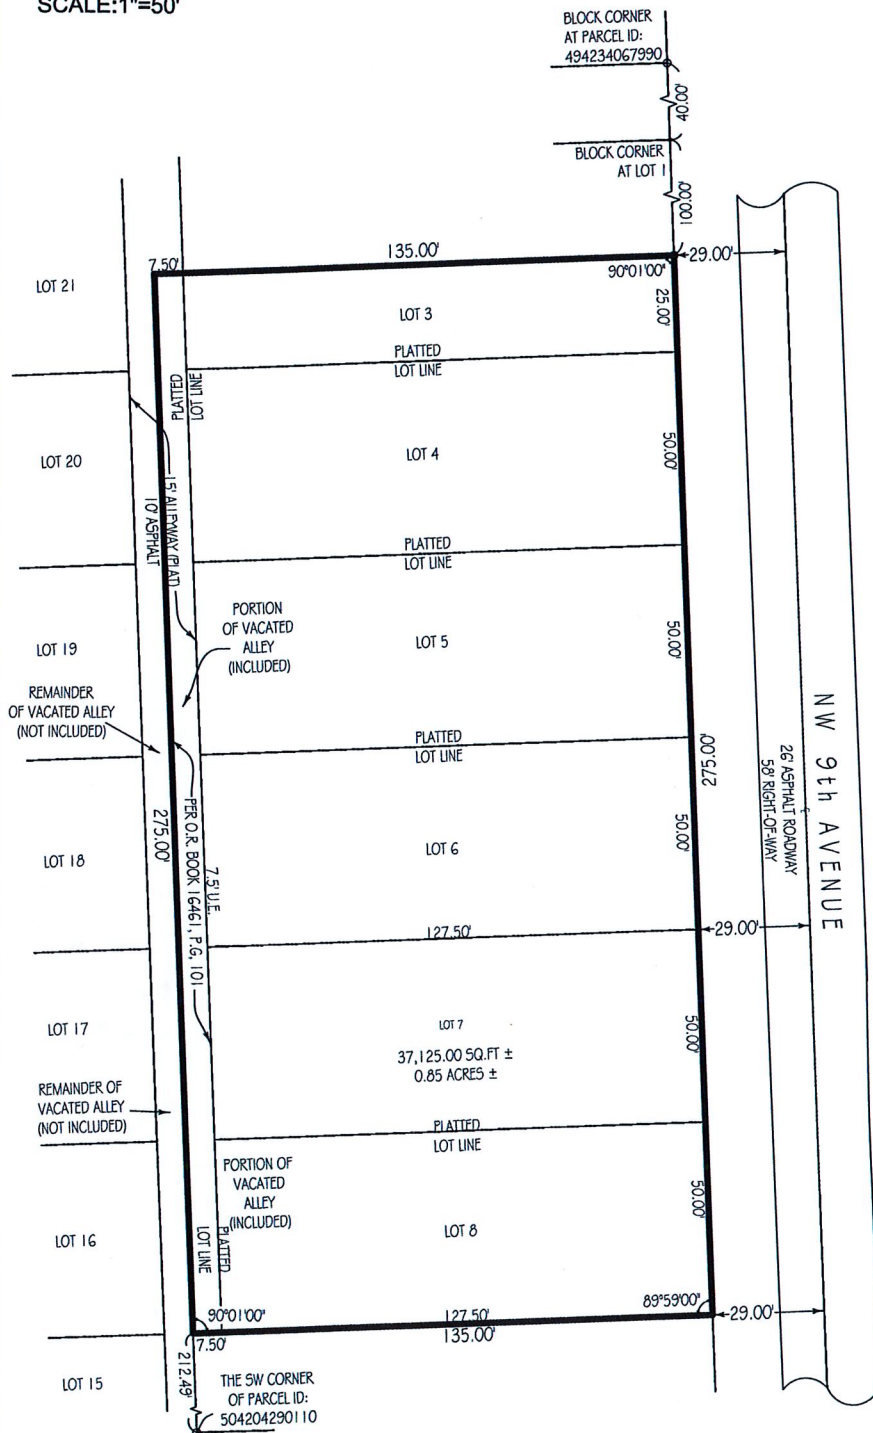 SCALE:1"=50'
BLOCK CORNER
AT PARCEL ID:
494234067990
40.00'
BLOCK CORNER
AT LOT 1
100.00'
7.50'
135.00'
90°01'00"
29.00'
25.00'
LOT 21
LOT 3
PLATTED
LOT LINE
PLATTED
LOT LINE
LOT 20
LOT 4
50.00'
15' ALLEYWAY (PLAT)
10' ASPHALT
PLATTED
LOT LINE
PORTION
OF VACATED
ALLEY
(INCLUDED)
LOT 19
LOT 5
50.00'
REMAINDER
OF VACATED ALLEY
(NOT INCLUDED)
PLATTED
LOT LINE
275.00'
NW 9th AVENUE
26' ASPHALT ROADWAY
58' RIGHT-OF-WAY
275.00'
PER O.R. BOOK 16461, P.G, 101
7.5' U.E.
LOT 18
LOT 6
50.00'
127.50'
29.00'
LOT 17
LOT 7
37,125.00 SQ.FT ±
0.85 ACRES ±
50.00'
REMAINDER OF
VACATED ALLEY
(NOT INCLUDED)
PLATTED
LOT LINE
PORTION OF
VACATED
ALLEY
(INCLUDED)
LOT 16
PLATTED
LOT LINE
LOT 8
50.00'
90°01'00"
127.50'
89°59'00"
29.00'
7.50'
135.00'
212.49'
LOT 15
THE SW CORNER
OF PARCEL ID:
504204290110